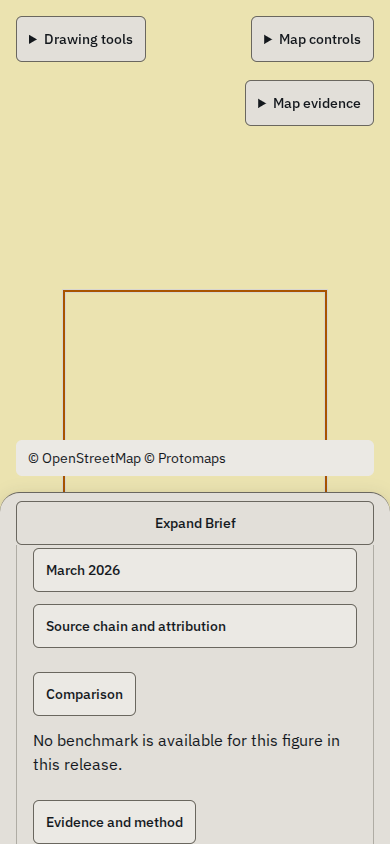 Drawing tools
Map controls
Map evidence
© OpenStreetMap © Protomaps
Expand Brief
March 2026
Source chain and attribution
Comparison
No benchmark is available for this figure in
this release.
Evidence and method